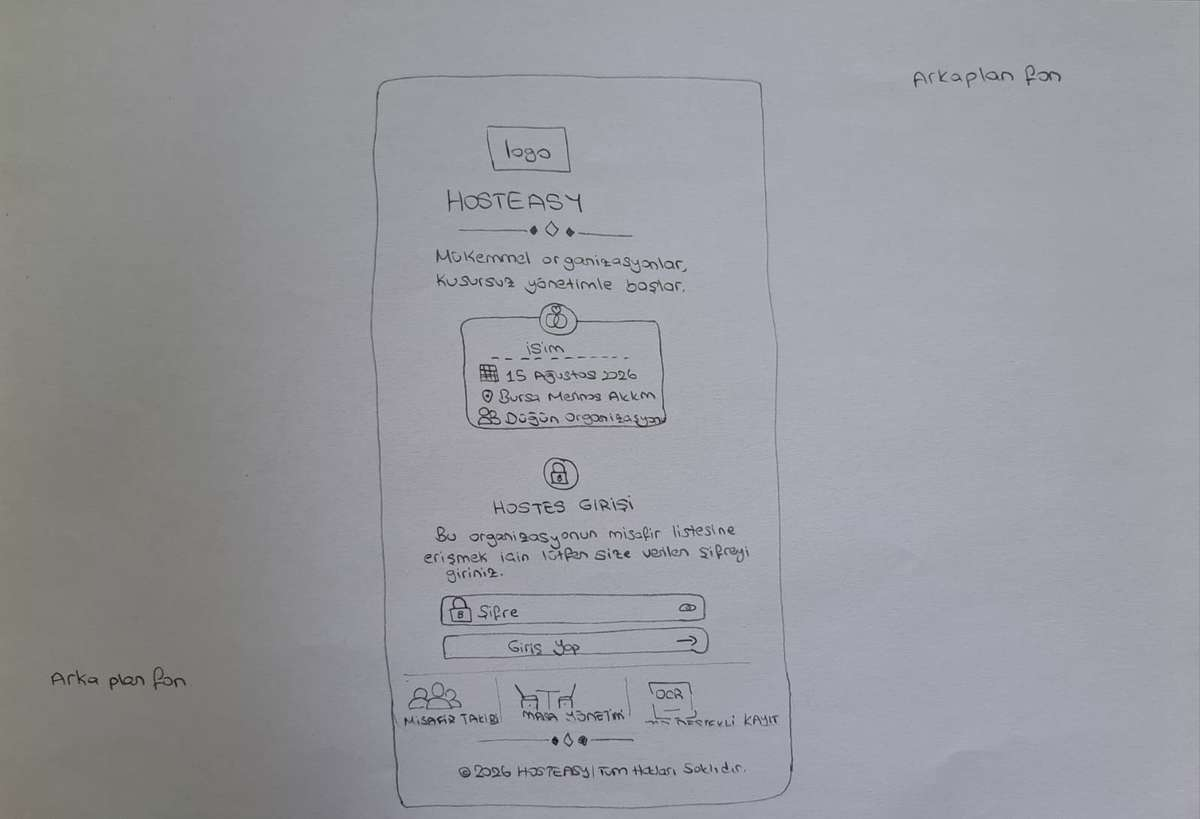 Arkaplan fon
logo
HOSTEASY
Mükemmel organizasyonlar,
kusursuz yönetimle başlar.
isim
15 Ağustos 2026
Bursa Merinos Akkm
Düğün Organizasyon
HOSTES GİRİŞİ
Bu organizasyonun misafir listesine
erişmek için lütfen size verilen şifreyi
giriniz.
Şifre
Giriş Yap
Arka plan fon
MİSAFİR TAKİBİ
MASA YÖNETİMİ
OCR
DESTEKLİ KAYIT
© 2026 HOSTEASY | Tüm Hakları Saklıdır.